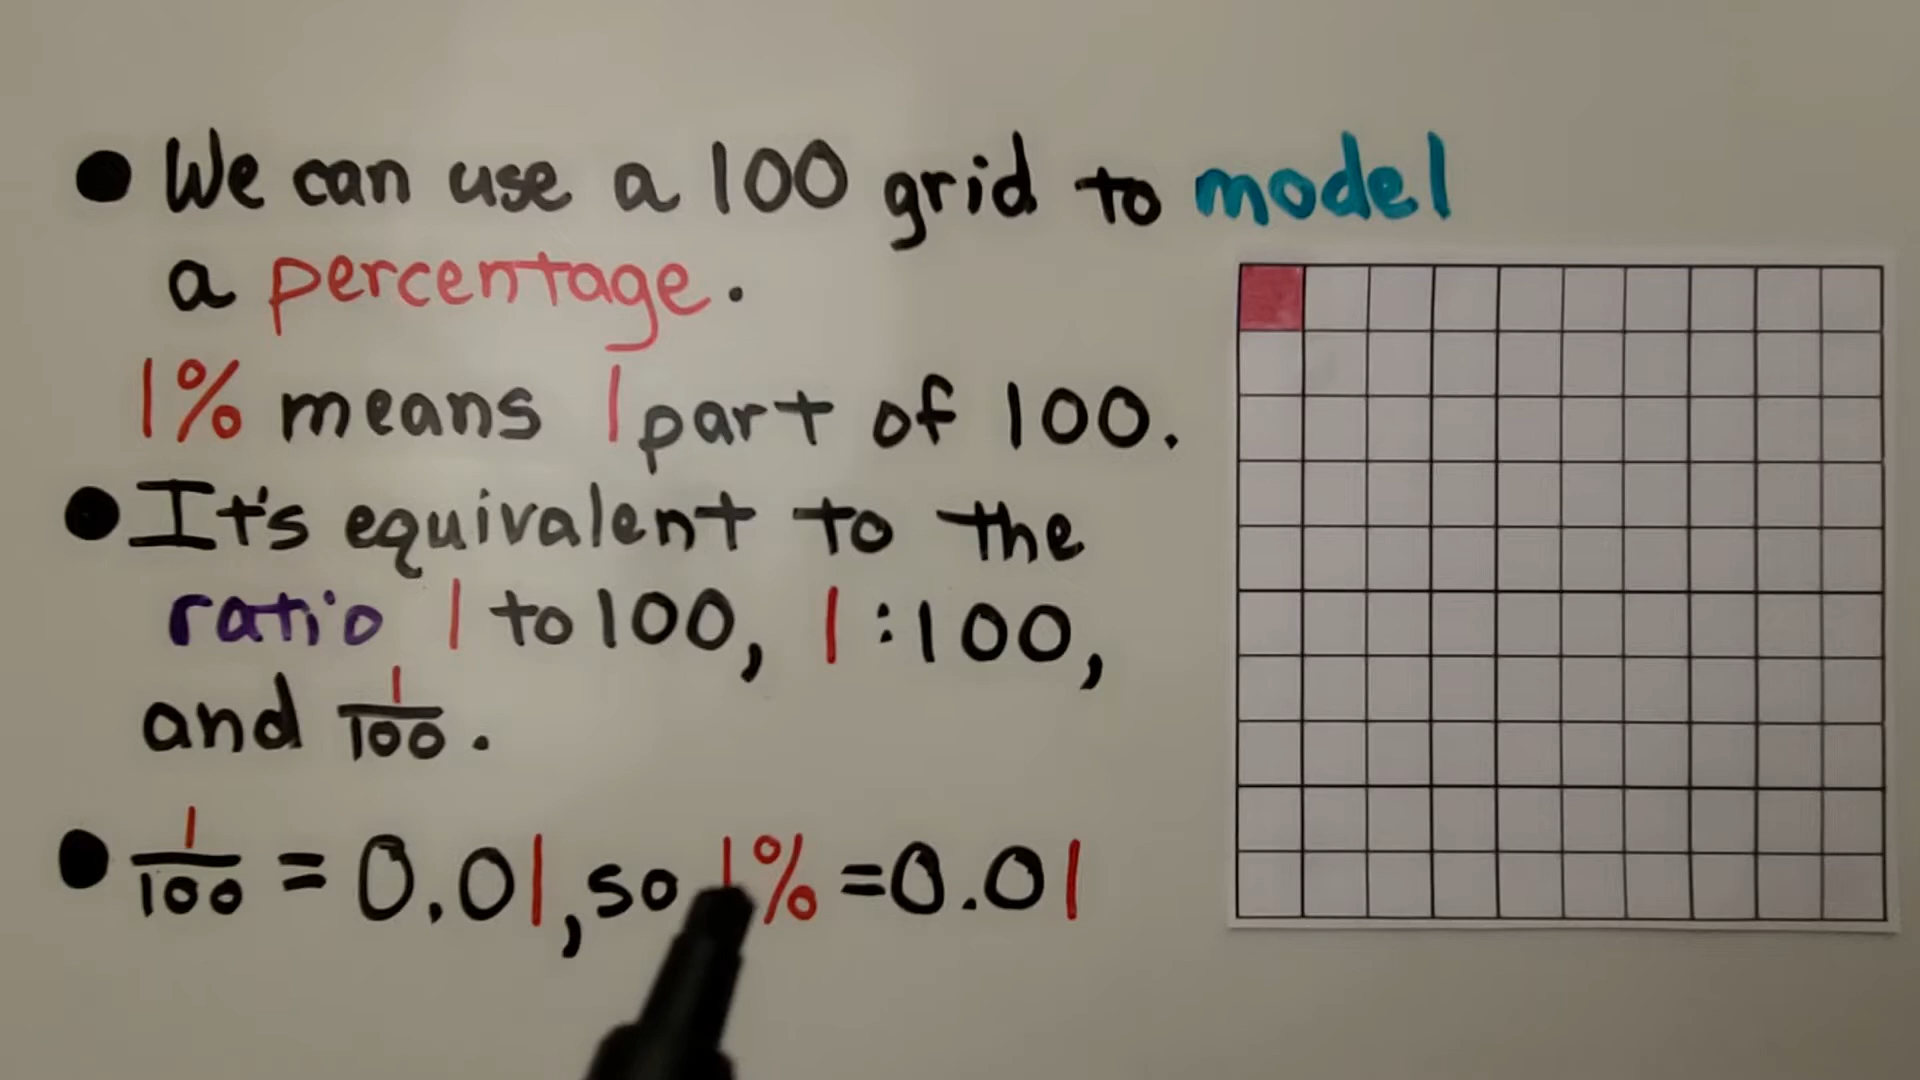 ● We can use a 100 grid to model
a percentage.
1% means 1 part of 100.
● It's equivalent to the
ratio 1 to 100, 1:100,
and 1/100.
● 1/100 = 0.01, so 1% = 0.01